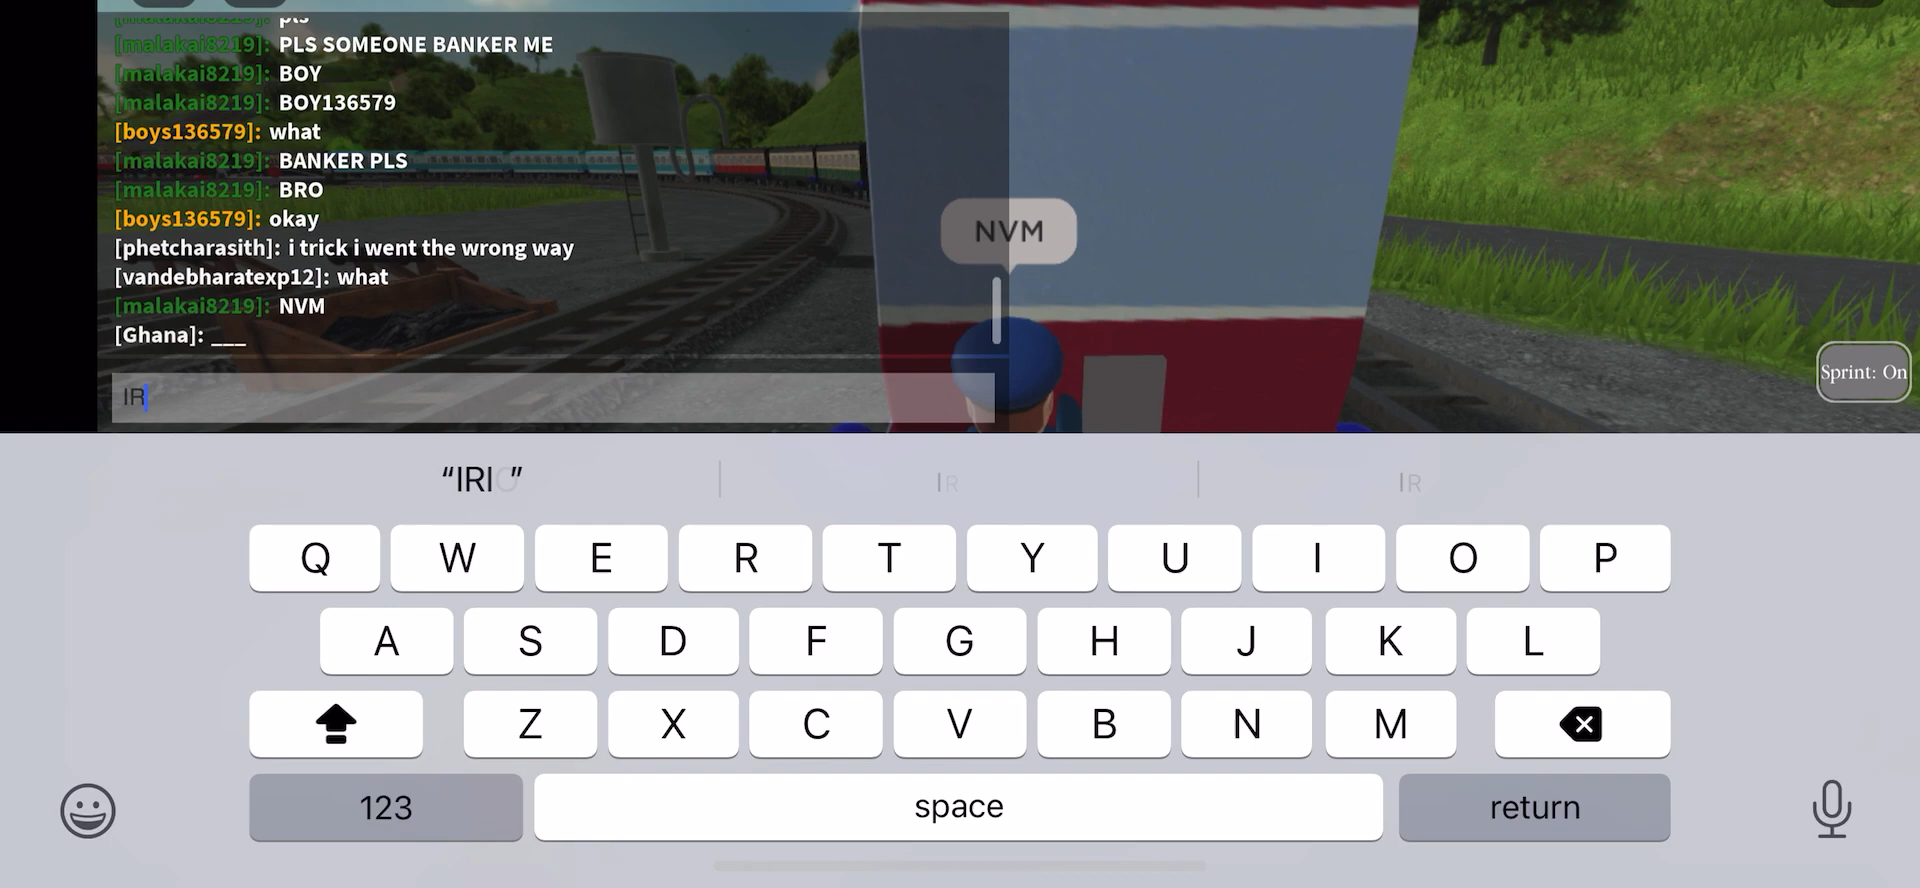 [malakai8219]: pls
[malakai8219]: PLS SOMEONE BANKER ME
[malakai8219]: BOY
[malakai8219]: BOY136579
[boys136579]: what
[malakai8219]: BANKER PLS
[malakai8219]: BRO
[boys136579]: okay
[phetcharasith]: i trick i went the wrong way
[vandebharatexp12]: what
[malakai8219]: NVM
[Ghana]: ___
NVM
Sprint: On
IR
“IRI” IR IR
Q W E R T Y U I O P
A S D F G H J K L
Z X C V B N M
123 space return